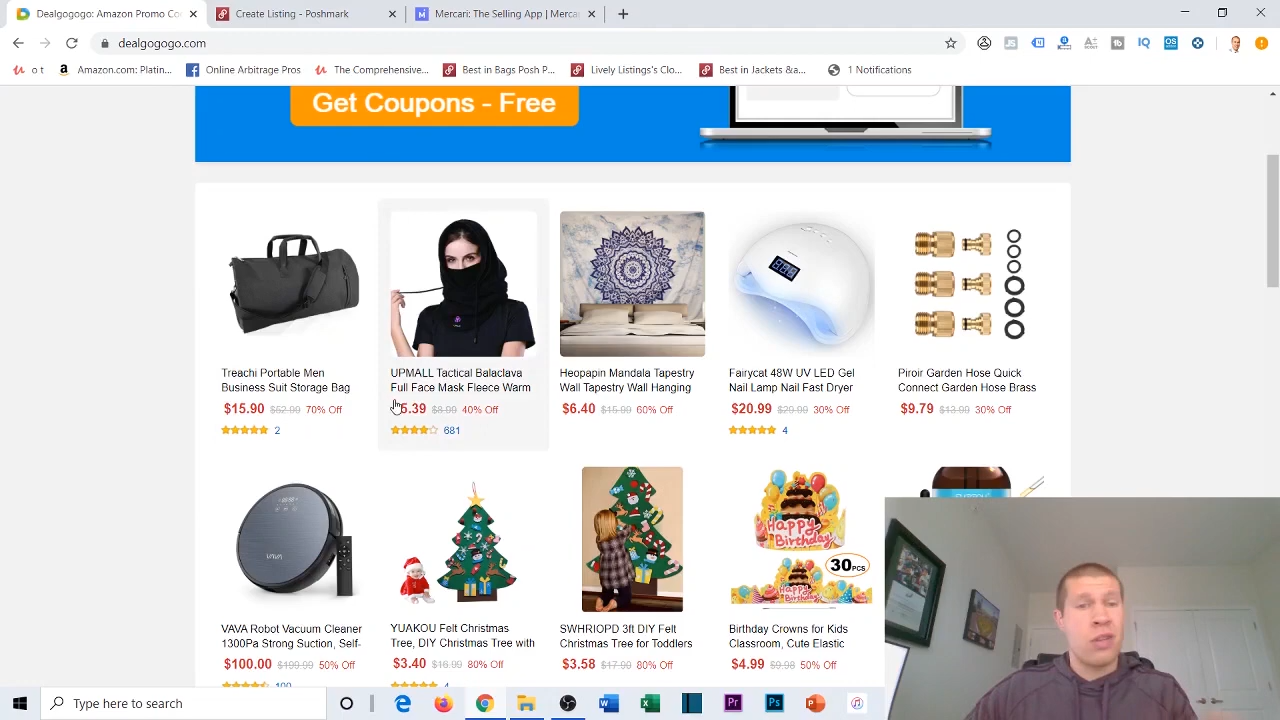 Dealgogogo: Amazon Promo Co
Create Listing - Poshmark
Mercari: The Selling App | Merca
dealgogogo.com
o t
Amazon.com: Platin...
Online Arbitrage Pros
The Comprehensive...
Best in Bags Posh P...
Lively Listings's Clo...
Best in Jackets &a...
1 Notifications
Get Coupons - Free
Treachi Portable Men
Business Suit Storage Bag
$15.90 $52.99 70% Off
2
UPMALL Tactical Balaclava
Full Face Mask Fleece Warm
5.39 $8.99 40% Off
681
Heopapin Mandala Tapestry
Wall Tapestry Wall Hanging
$6.40 $15.99 60% Off
Fairycat 48W UV LED Gel
Nail Lamp Nail Fast Dryer
$20.99 $29.99 30% Off
4
Piroir Garden Hose Quick
Connect Garden Hose Brass
$9.79 $13.99 30% Off
VAVA
VAVA Robot Vacuum Cleaner
1300Pa Strong Suction, Self-
$100.00 $199.99 50% Off
100
YUAKOU Felt Christmas
Tree, DIY Christmas Tree with
$3.40 $16.99 80% Off
4
SWHRIOPD 3ft DIY Felt
Christmas Tree for Toddlers
$3.58 $17.90 80% Off
Happy
Birthday
30PCS
Birthday Crowns for Kids
Classroom, Cute Elastic
$4.99 $9.98 50% Off
Type here to search